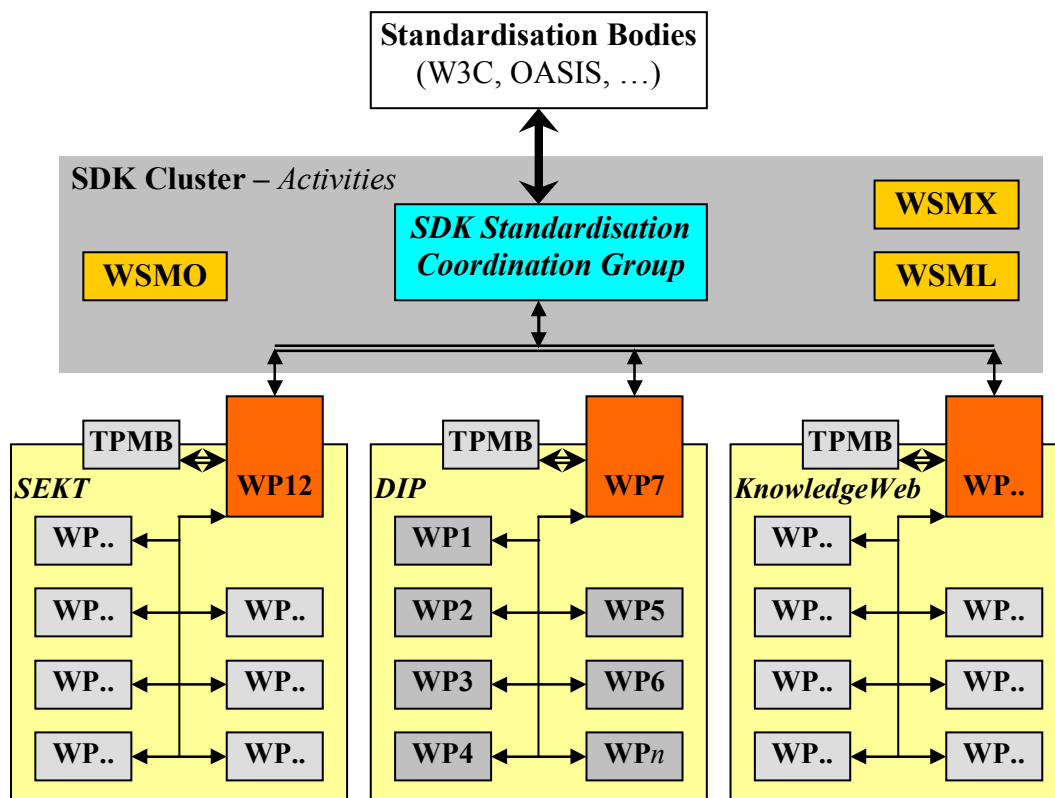 Standardisation Bodies
(W3C, OASIS, …)
SDK Cluster – Activities
SDK Standardisation
Coordination Group
WSMO
WSMX
WSML
TPMB
WP12
SEKT
WP..
WP..
WP..
WP..
WP..
WP..
WP..
TPMB
WP7
DIP
WP1
WP2
WP5
WP3
WP6
WP4
WPn
TPMB
WP..
KnowledgeWeb
WP..
WP..
WP..
WP..
WP..
WP..
WP..